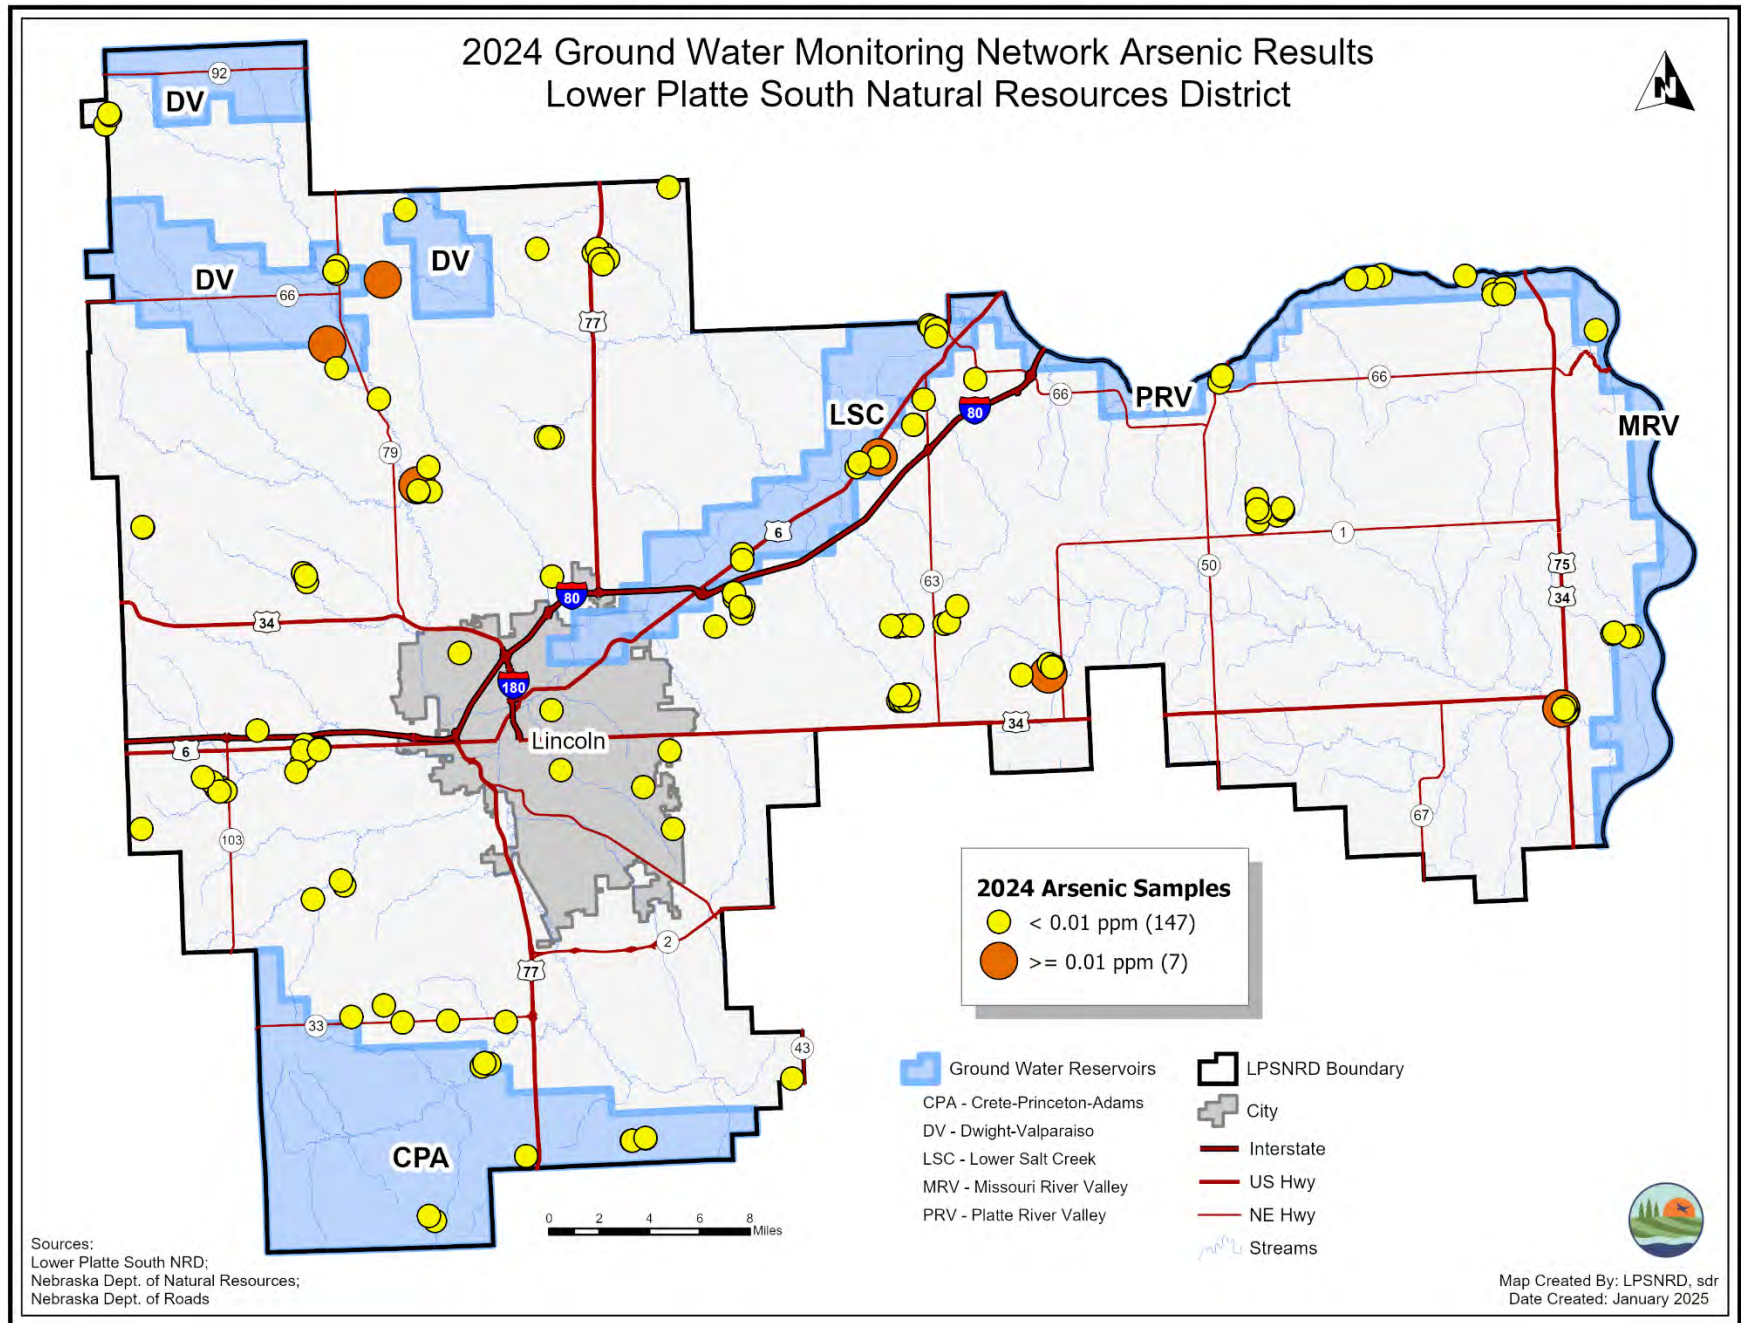 2024 Ground Water Monitoring Network Arsenic Results
Lower Platte South Natural Resources District
N
92
DV
DV
DV
66
77
79
LSC
80
66
PRV
66
MRV
6
1
63
50
75
34
34
80
180
34
6
Lincoln
103
67
2
77
33
43
CPA
2024 Arsenic Samples
< 0.01 ppm (147)
>= 0.01 ppm (7)
Ground Water Reservoirs
CPA - Crete-Princeton-Adams
DV - Dwight-Valparaiso
LSC - Lower Salt Creek
MRV - Missouri River Valley
PRV - Platte River Valley
LPSNRD Boundary
City
Interstate
US Hwy
NE Hwy
Streams
0 2 4 6 8
Miles
Sources:
Lower Platte South NRD;
Nebraska Dept. of Natural Resources;
Nebraska Dept. of Roads
Map Created By: LPSNRD, sdr
Date Created: January 2025